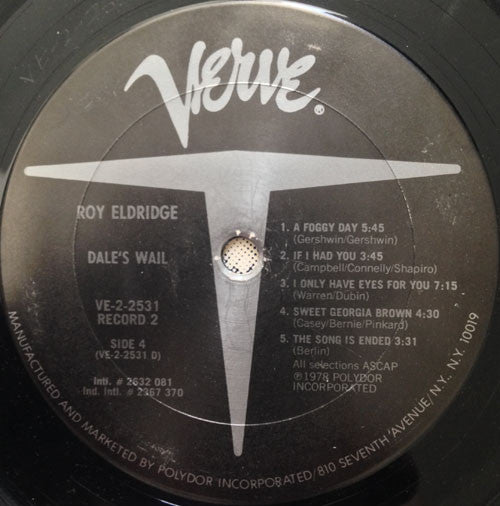 Verve®
ROY ELDRIDGE
DALE'S WAIL
VE-2-2531
RECORD 2
SIDE 4
(VE-2-2531 D)
Intl. # 2632 081
Ind. Intl. # 2367 370
1. A FOGGY DAY 5:45
(Gershwin/Gershwin)
2. IF I HAD YOU 3:45
(Campbell/Connelly/Shapiro)
3. I ONLY HAVE EYES FOR YOU 7:15
(Warren/Dubin)
4. SWEET GEORGIA BROWN 4:30
(Casey/Bernie/Pinkard)
5. THE SONG IS ENDED 3:31
(Berlin)
All selections ASCAP
℗1978 POLYDOR
INCORPORATED
MANUFACTURED AND MARKETED BY POLYDOR INCORPORATED/810 SEVENTH AVENUE/N.Y., N.Y. 10019